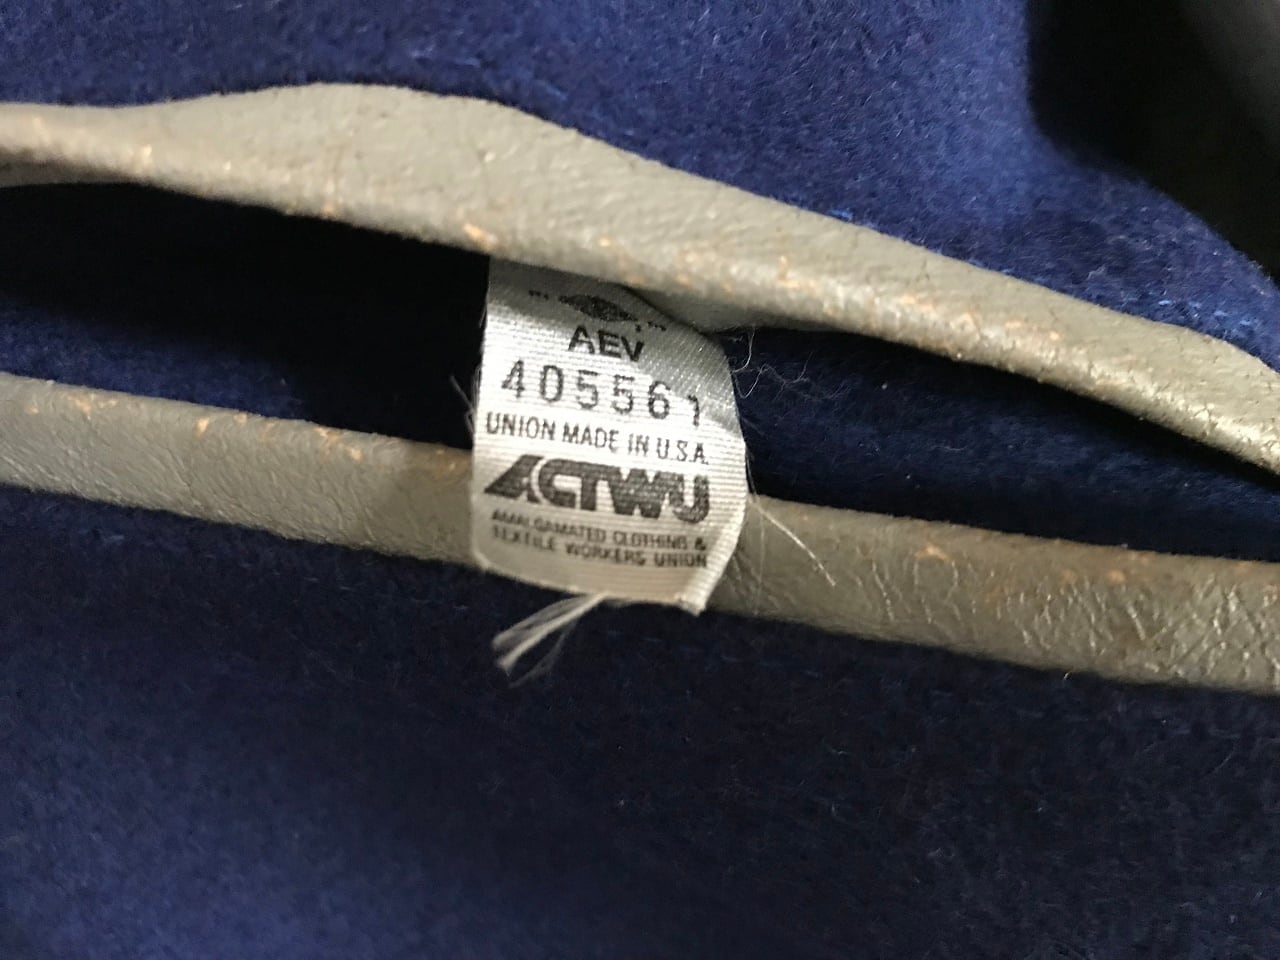 AEV
405561
UNION MADE IN U.S.A.
ACTWU
AMALGAMATED CLOTHING &
TEXTILE WORKERS UNION